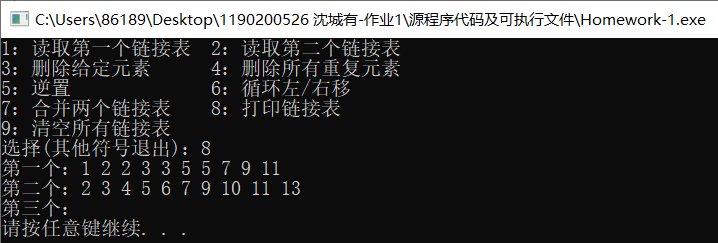 C:\Users\86189\Desktop\1190200526 沈城有-作业1\源程序代码及可执行文件\Homework-1.exe
1: 读取第一个链接表  2: 读取第二个链接表
3: 删除给定元素      4: 删除所有重复元素
5: 逆置              6: 循环左/右移
7: 合并两个链接表    8: 打印链接表
9: 清空所有链接表
选择(其他符号退出): 8
第一个: 1 2 2 3 3 5 5 7 9 11
第二个: 2 3 4 5 6 7 9 10 11 13
第三个:
请按任意键继续. . .